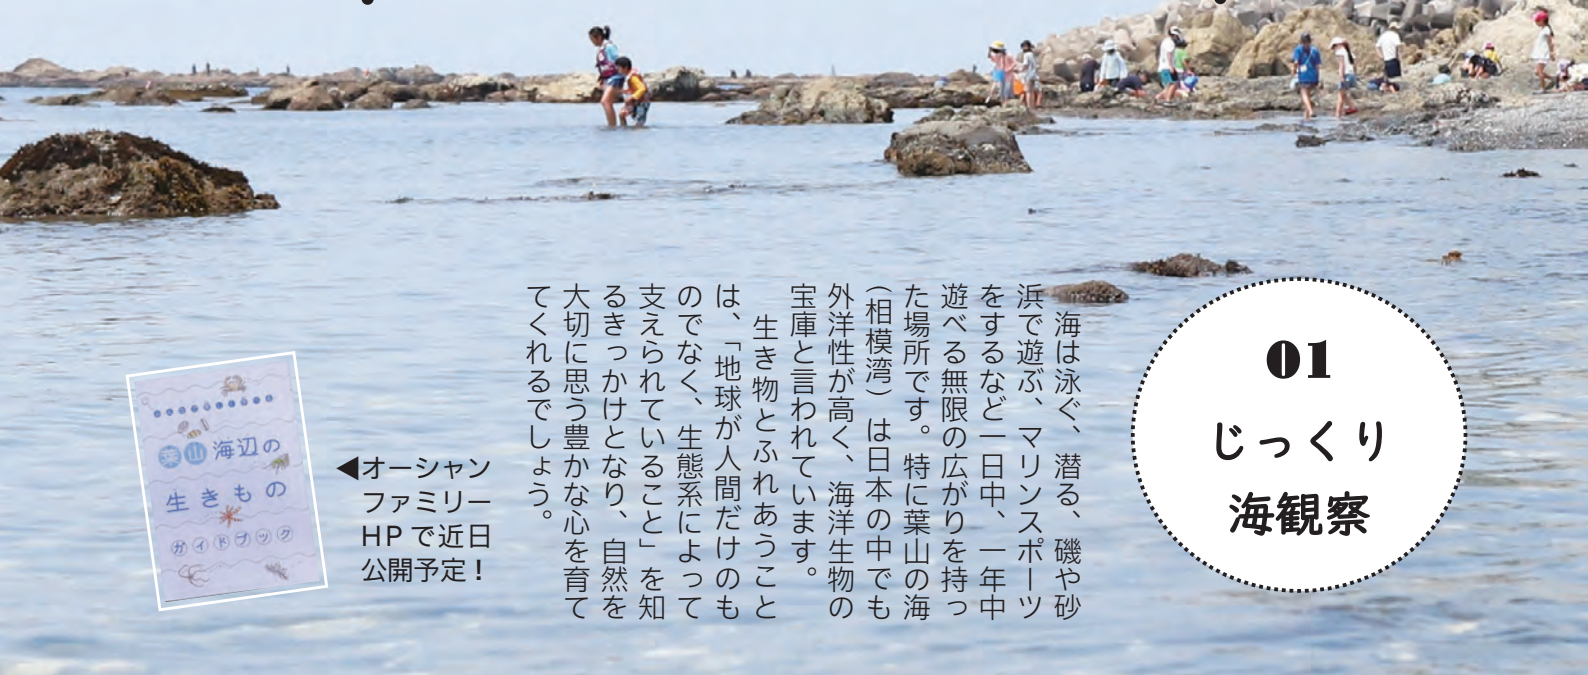 01
じっくり
海観察
　海は泳ぐ、潜る、磯や砂
浜で遊ぶ、マリンスポーツ
をするなど一日中、一年中
遊べる無限の広がりを持っ
た場所です。特に葉山の海
（相模湾）は日本の中でも
外洋性が高く、海洋生物の
宝庫と言われています。
　生き物とふれあうこと
は、「地球が人間だけのも
のでなく、生態系によって
支えられていること」を知
るきっかけとなり、自然を
大切に思う豊かな心を育て
てくれるでしょう。
◀オーシャン
ファミリー
HPで近日
公開予定！
葉山海辺の
生きもの
ガイドブック